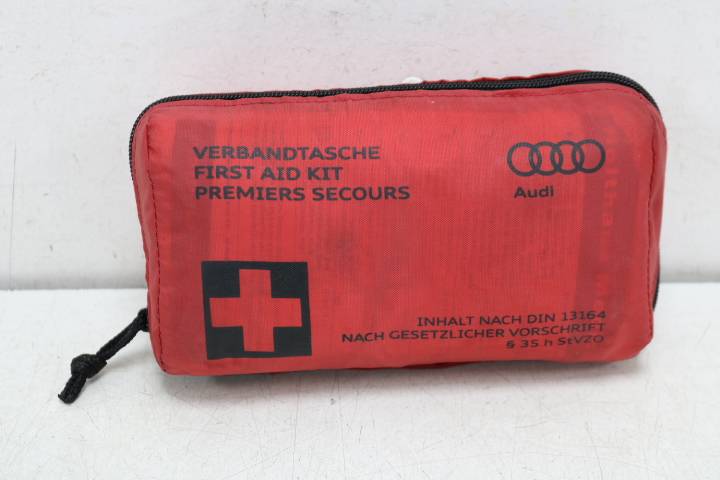 VERBANDTASCHE
FIRST AID KIT
PREMIERS SECOURS
Audi
INHALT NACH DIN 13164
NACH GESETZLICHER VORSCHRIFT
§ 35 h StVZO